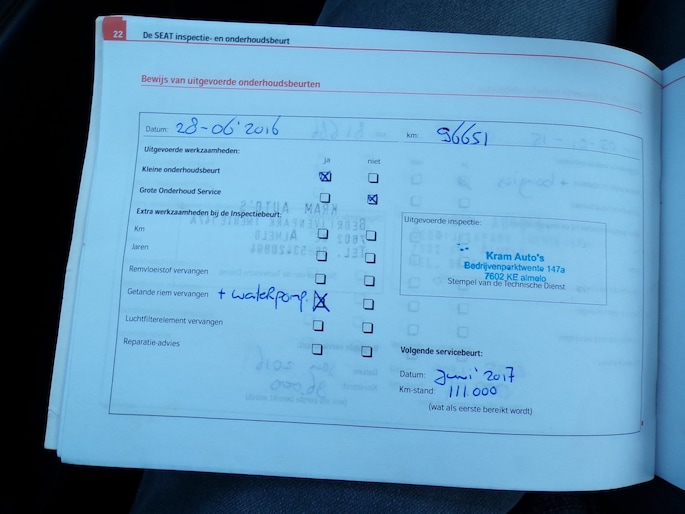 22 De SEAT inspectie- en onderhoudsbeurt
Bewijs van uitgevoerde onderhoudsbeurten
Datum: 28-06-2016 km: 96651
Uitgevoerde werkzaamheden:
ja niet
Kleine onderhoudsbeurt
Grote Onderhoud Service
Extra werkzaamheden bij de Inspectiebeurt:
Km
Jaren
Remvloeistof vervangen
Getande riem vervangen + waterpomp.
Luchtfilterelement vervangen
Reparatie-advies
Uitgevoerde inspectie:
Kram Auto's
Bedrijvenparktwente 147a
7602 KE almelo
Stempel van de Technische Dienst
Volgende servicebeurt:
Datum: Juni 2017
Km-stand: 111.000
(wat als eerste bereikt wordt)